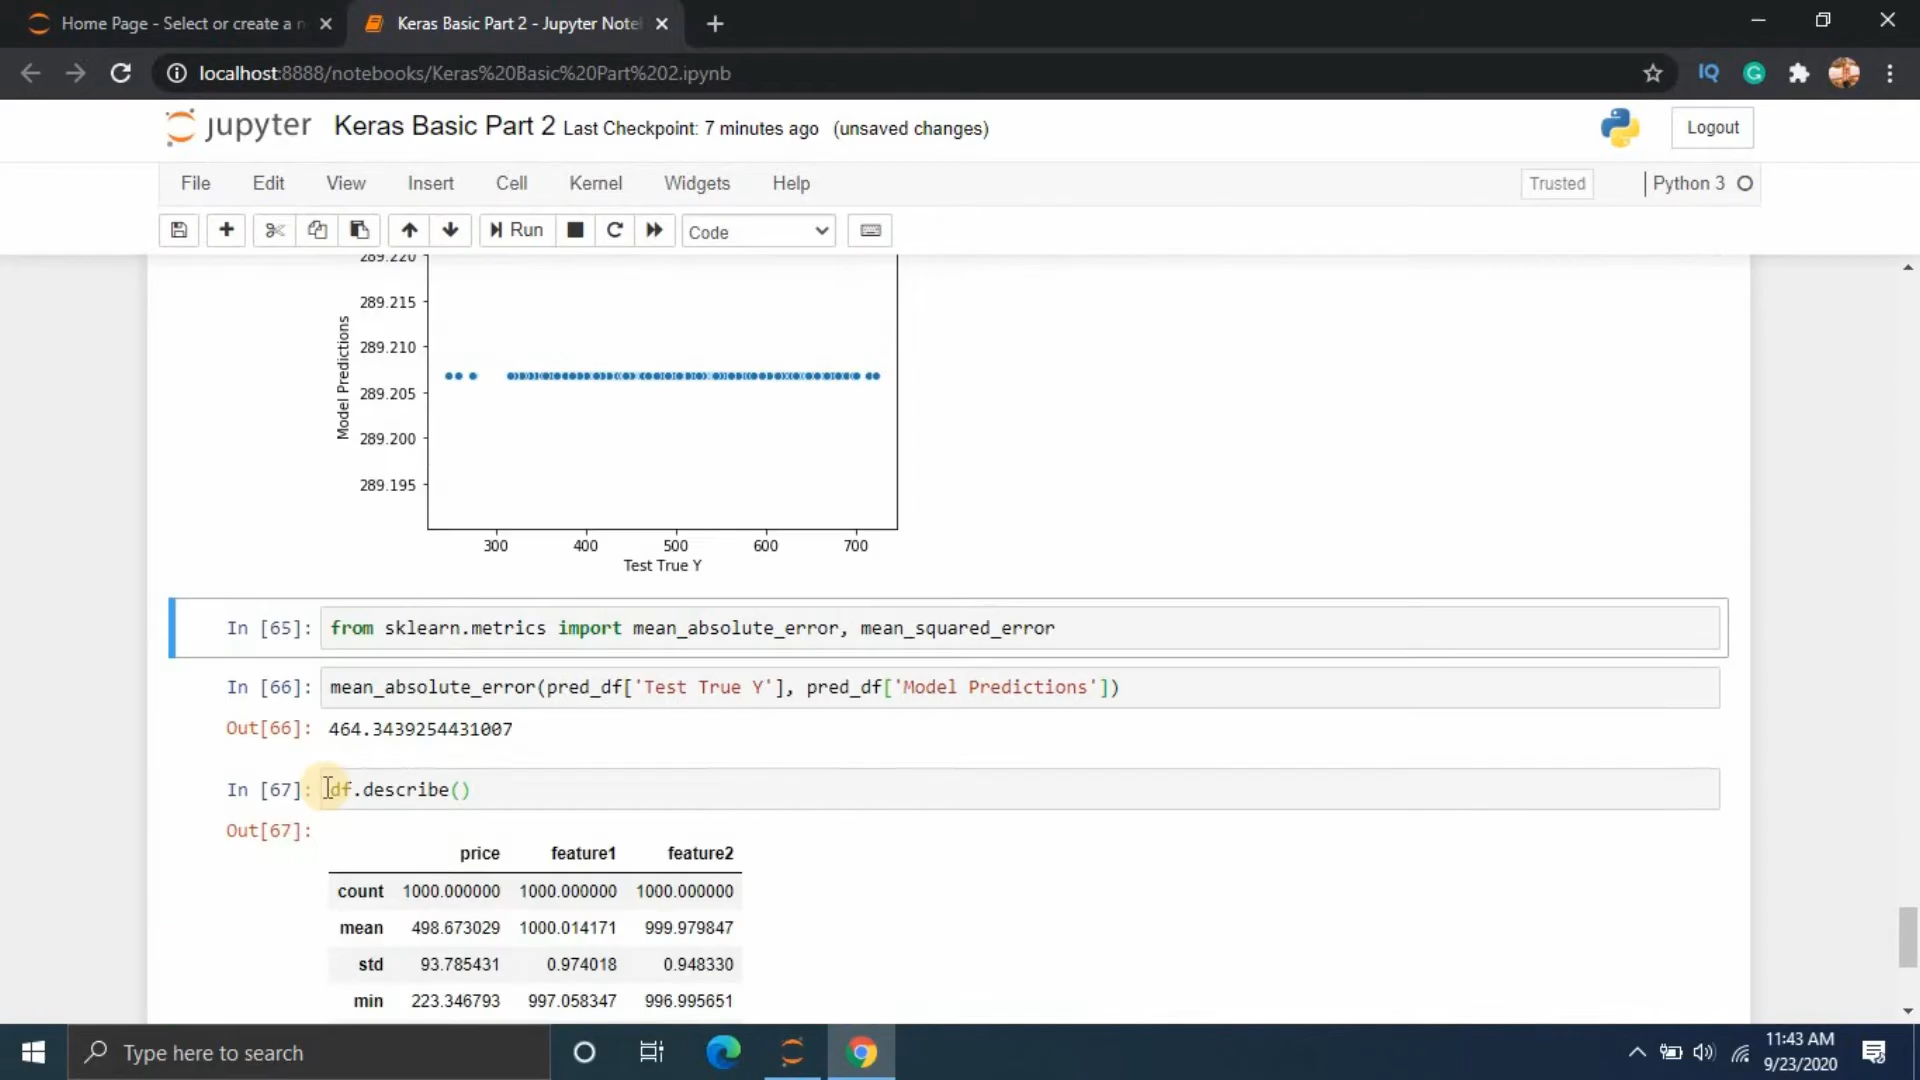 Home Page - Select or create a n
Keras Basic Part 2 - Jupyter Note
localhost:8888/notebooks/Keras%20Basic%20Part%202.ipynb
IQ
G
jupyter
Keras Basic Part 2 Last Checkpoint: 7 minutes ago (unsaved changes)
Logout
File Edit View Insert Cell Kernel Widgets Help
Trusted
Python 3
Run
Code
289.220
289.215
289.210
289.205
289.200
289.195
Model Predictions
300 400 500 600 700
Test True Y
In [65]: from sklearn.metrics import mean_absolute_error, mean_squared_error
In [66]: mean_absolute_error(pred_df['Test True Y'], pred_df['Model Predictions'])
Out[66]: 464.3439254431007
In [67]: df.describe()
Out[67]:
price feature1 feature2
count 1000.000000 1000.000000 1000.000000
mean 498.673029 1000.014171 999.979847
std 93.785431 0.974018 0.948330
min 223.346793 997.058347 996.995651
Type here to search
11:43 AM
9/23/2020